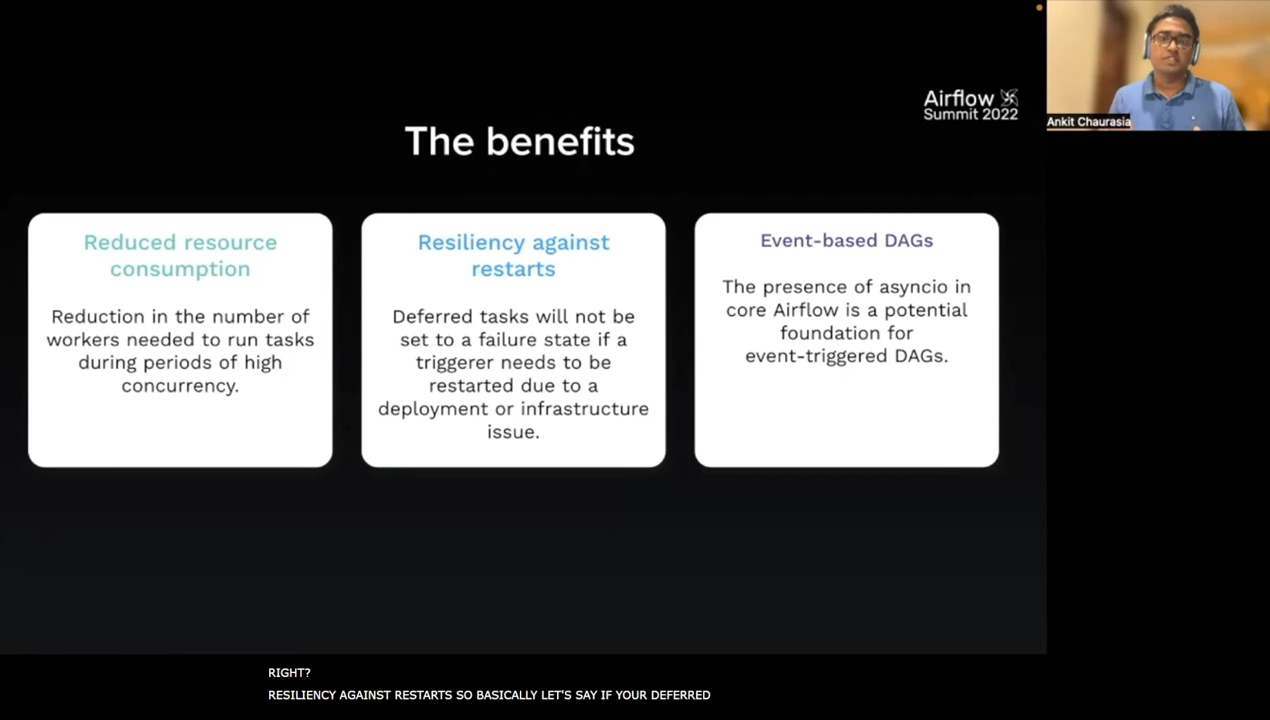 Airflow
Summit 2022
Ankit Chaurasia
The benefits
Reduced resource
consumption
Reduction in the number of
workers needed to run tasks
during periods of high
concurrency.
Resiliency against
restarts
Deferred tasks will not be
set to a failure state if a
triggerer needs to be
restarted due to a
deployment or infrastructure
issue.
Event-based DAGs
The presence of asyncio in
core Airflow is a potential
foundation for
event-triggered DAGs.
RIGHT?
RESILIENCY AGAINST RESTARTS SO BASICALLY LET'S SAY IF YOUR DEFERRED